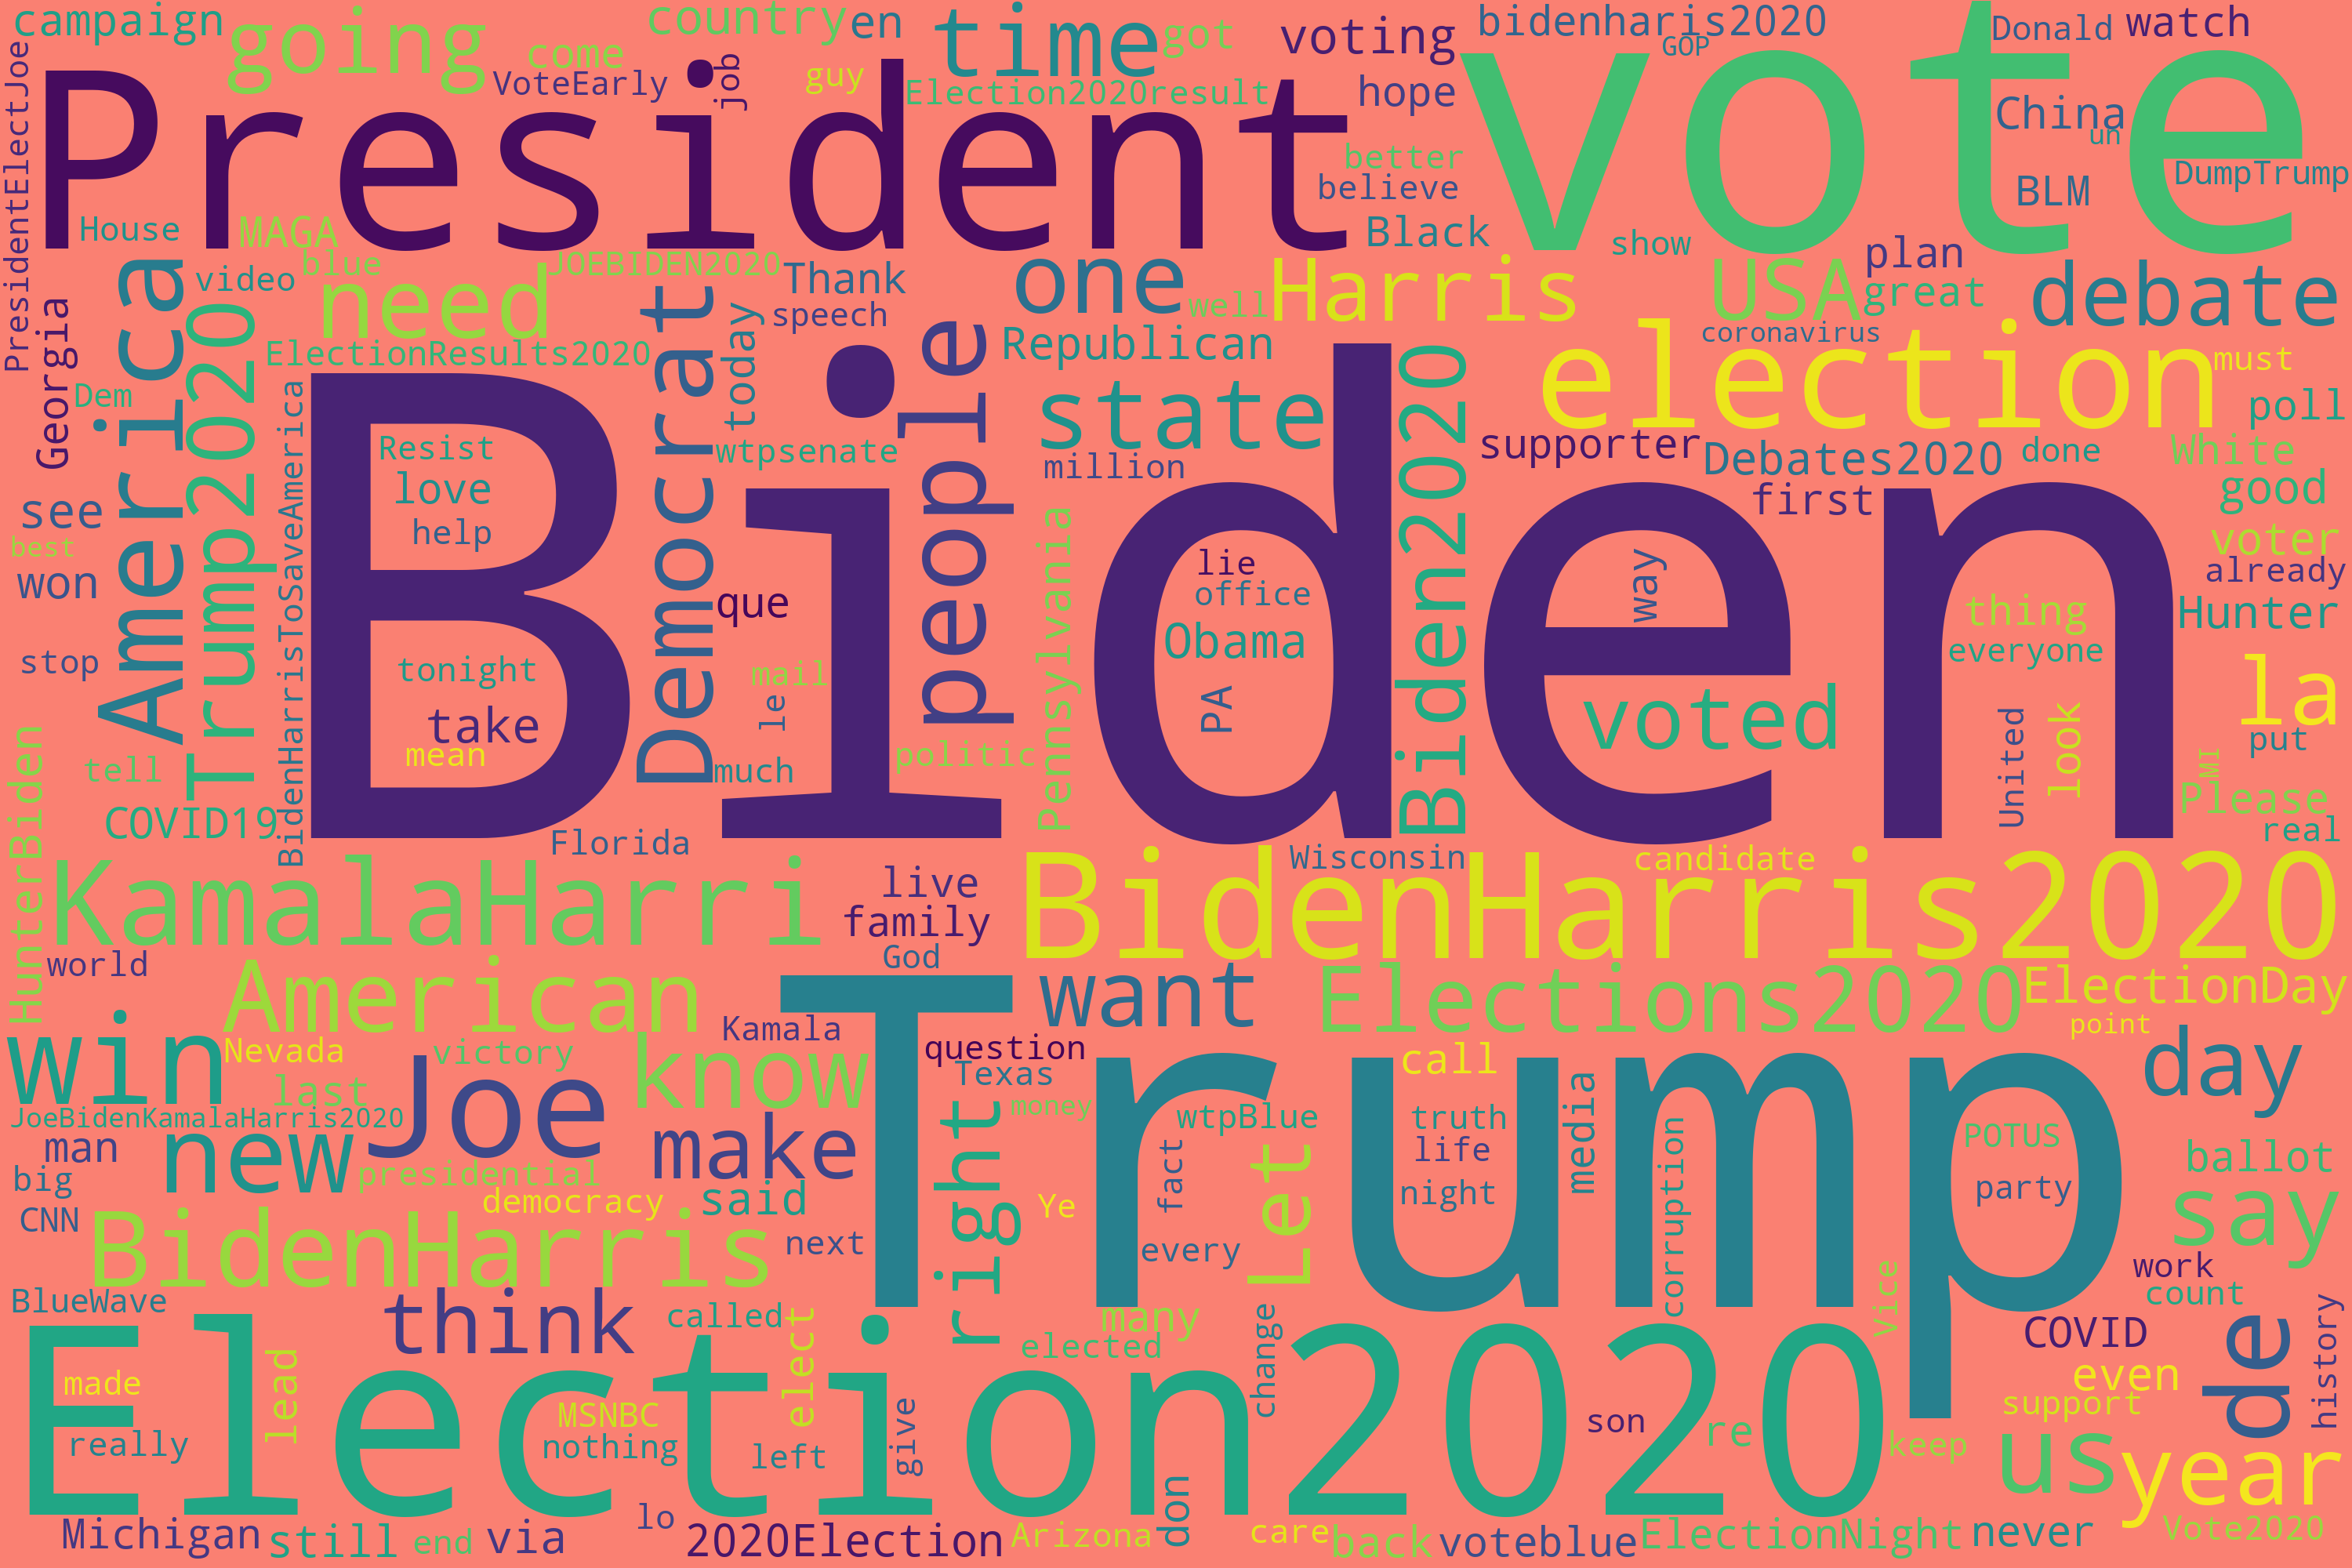 campaign
going
come
country
en
time
got
voting
bidenharis2020
GOP
Donald
watch
PresidentElectJoe
VoteEarly
job
guy
Election2020result
hope
President
vote
China
un
better
believe
BLM
DumpTrump
House
MAGA
Black
show
plan
video
blue
JOEBIDEN2020
Thank
one
well
Harris
USA
great
debate
America
Trump2020
need
Democrat
today
speech
Republican
coronavirus
Georgia
ElectionResults2020
people
election
must
Dem
BidenHarrisToSaveAmerica
state
Biden2020
poll
Resist
wtpsenate
million
supporter
Debates2020
done
White
see
love
help
Biden
first
good
best
que
Pennsylvania
lie
office
way
voter
already
won
thing
Hunter
stop
tonight
mail
Obama
everyone
take
le
PA
voted
la
mean
much
politic
United
look
put
MI
tell
HunterBiden
Please
COVID19
Florida
real
Wisconsin
candidate
KamalaHarri
live
BidenHarris2020
family
world
God
American
want
Elections2020
ElectionDay
win
Nevada
victory
Kamala
question
call
point
last
Joe
know
Texas
day
JoeBidenKamalaHarris2020
money
wtpBlue
truth
media
man
new
make
right
fact
life
corruption
POTUS
ballot
big
presidential
Trump
night
party
democracy
said
Ye
Let
say
CNN
BidenHarris
next
every
work
BlueWave
think
called
many
Vice
count
elect
elected
change
COVID
de
history
Election2020
made
lead
MSNBC
give
even
support
really
nothing
left
son
re
keep
us
year
Michigan
still
end
via
lo
2020Election
Arizona
don
care
back
voteblue
ElectionNight
never
Vote2020